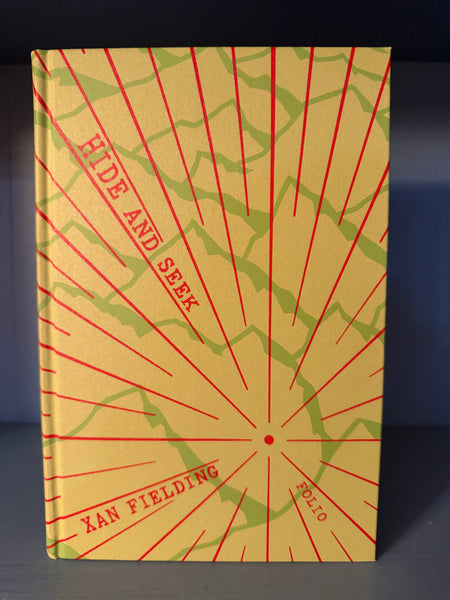 HIDE AND SEEK
XAN FIELDING
FOLIO